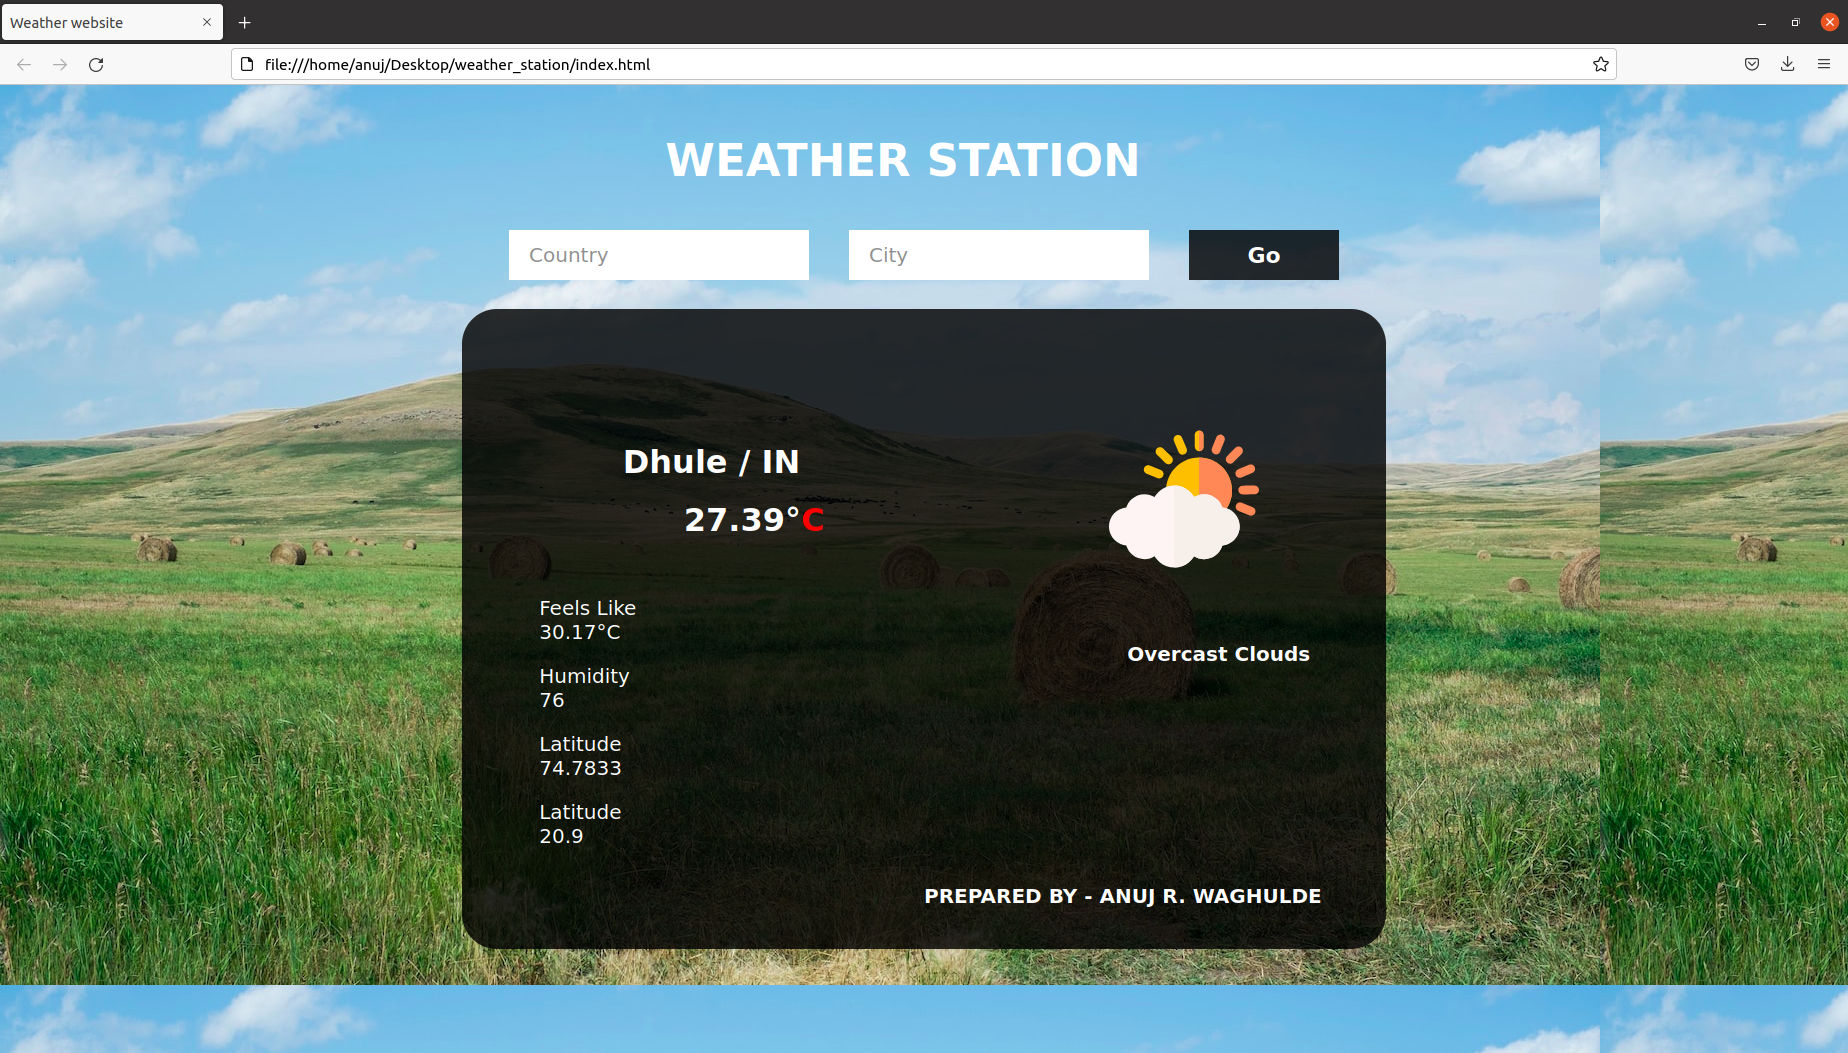 Weather website
file:///home/anuj/Desktop/weather_station/index.html
WEATHER STATION
Country
City
Go
Dhule / IN
27.39°C
Feels Like
30.17°C
Humidity
76
Latitude
74.7833
Latitude
20.9
Overcast Clouds
PREPARED BY - ANUJ R. WAGHULDE